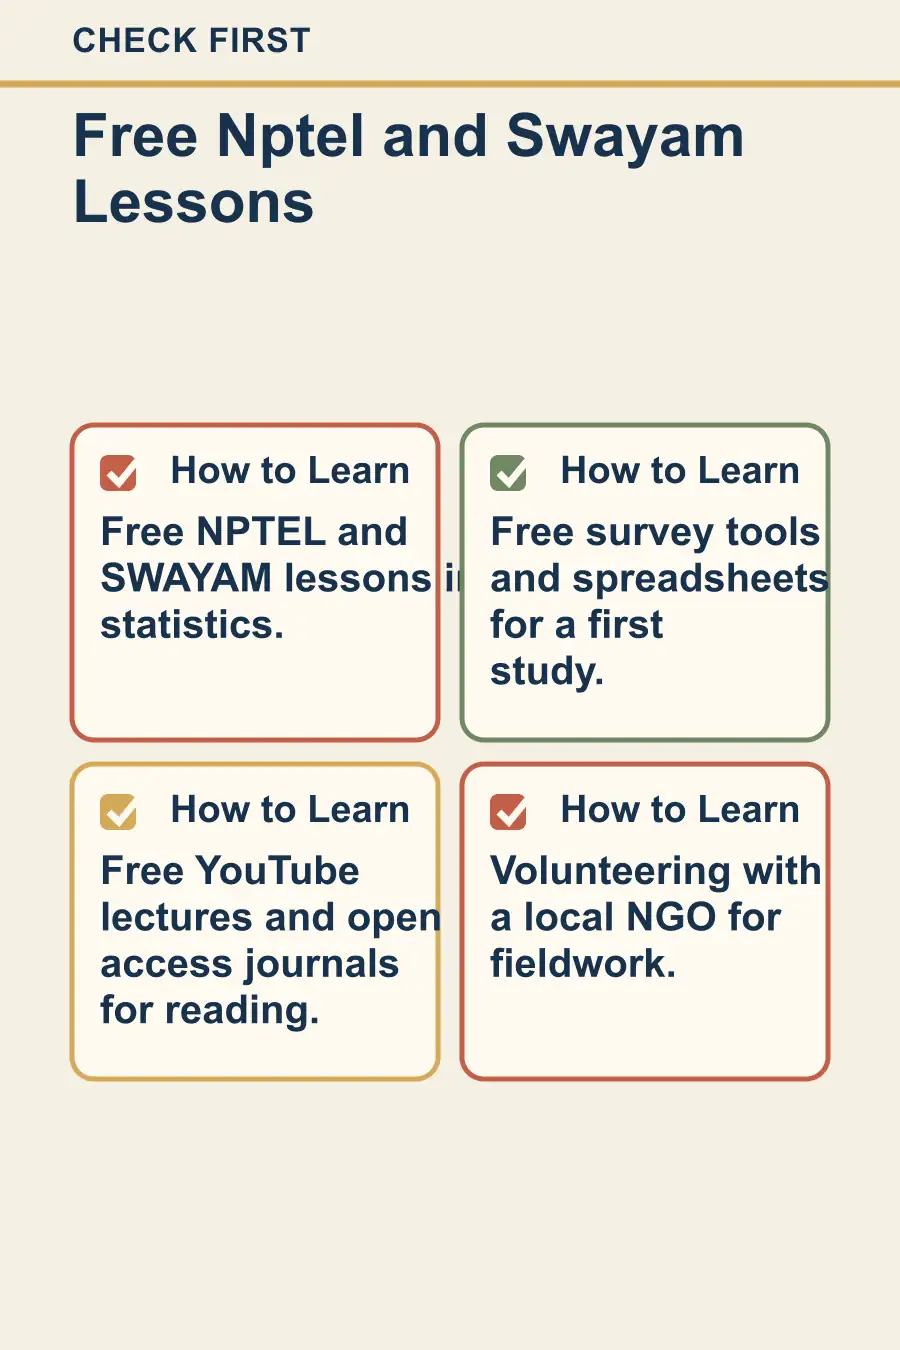 CHECK FIRST
Free Nptel and Swayam
Lessons
How to Learn
Free NPTEL and
SWAYAM lessons
statistics.
How to Learn
Free survey tools
and spreadsheets
for a first
study.
How to Learn
Free YouTube
lectures and open
access journals
for reading.
How to Learn
Volunteering with
a local NGO for
fieldwork.